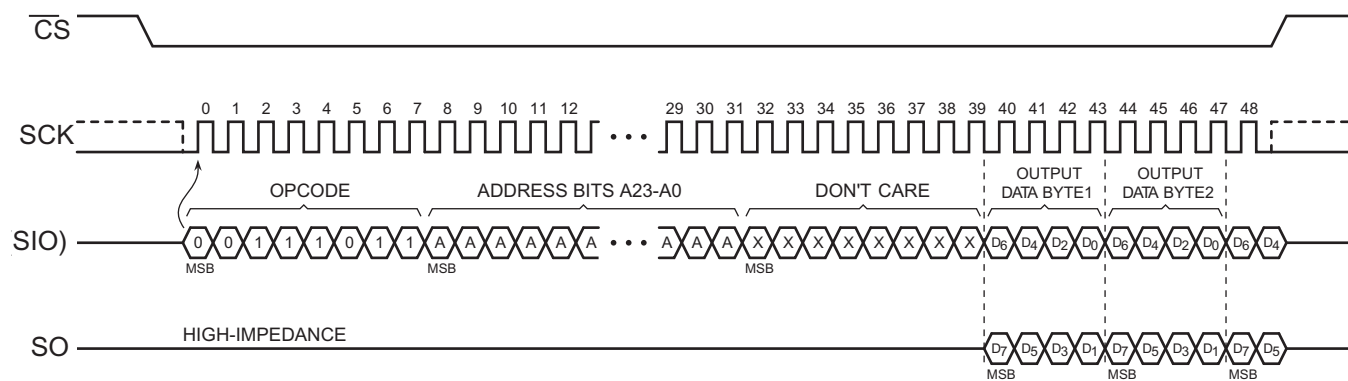 CS
SCK
0 1 2 3 4 5 6 7 8 9 10 11 12 29 30 31 32 33 34 35 36 37 38 39 40 41 42 43 44 45 46 47 48
OPCODE
ADDRESS BITS A23-A0
DON'T CARE
OUTPUT
DATA BYTE1
OUTPUT
DATA BYTE2
SIO)
0 0 1 1 1 0 1 1 A A A A A A A A A X X X X X X X X D6 D4 D2 D0 D6 D4 D2 D0 D6 D4
MSB MSB MSB
SO
HIGH-IMPEDANCE
D7 D5 D3 D1 D7 D5 D3 D1 D7 D5
MSB MSB MSB